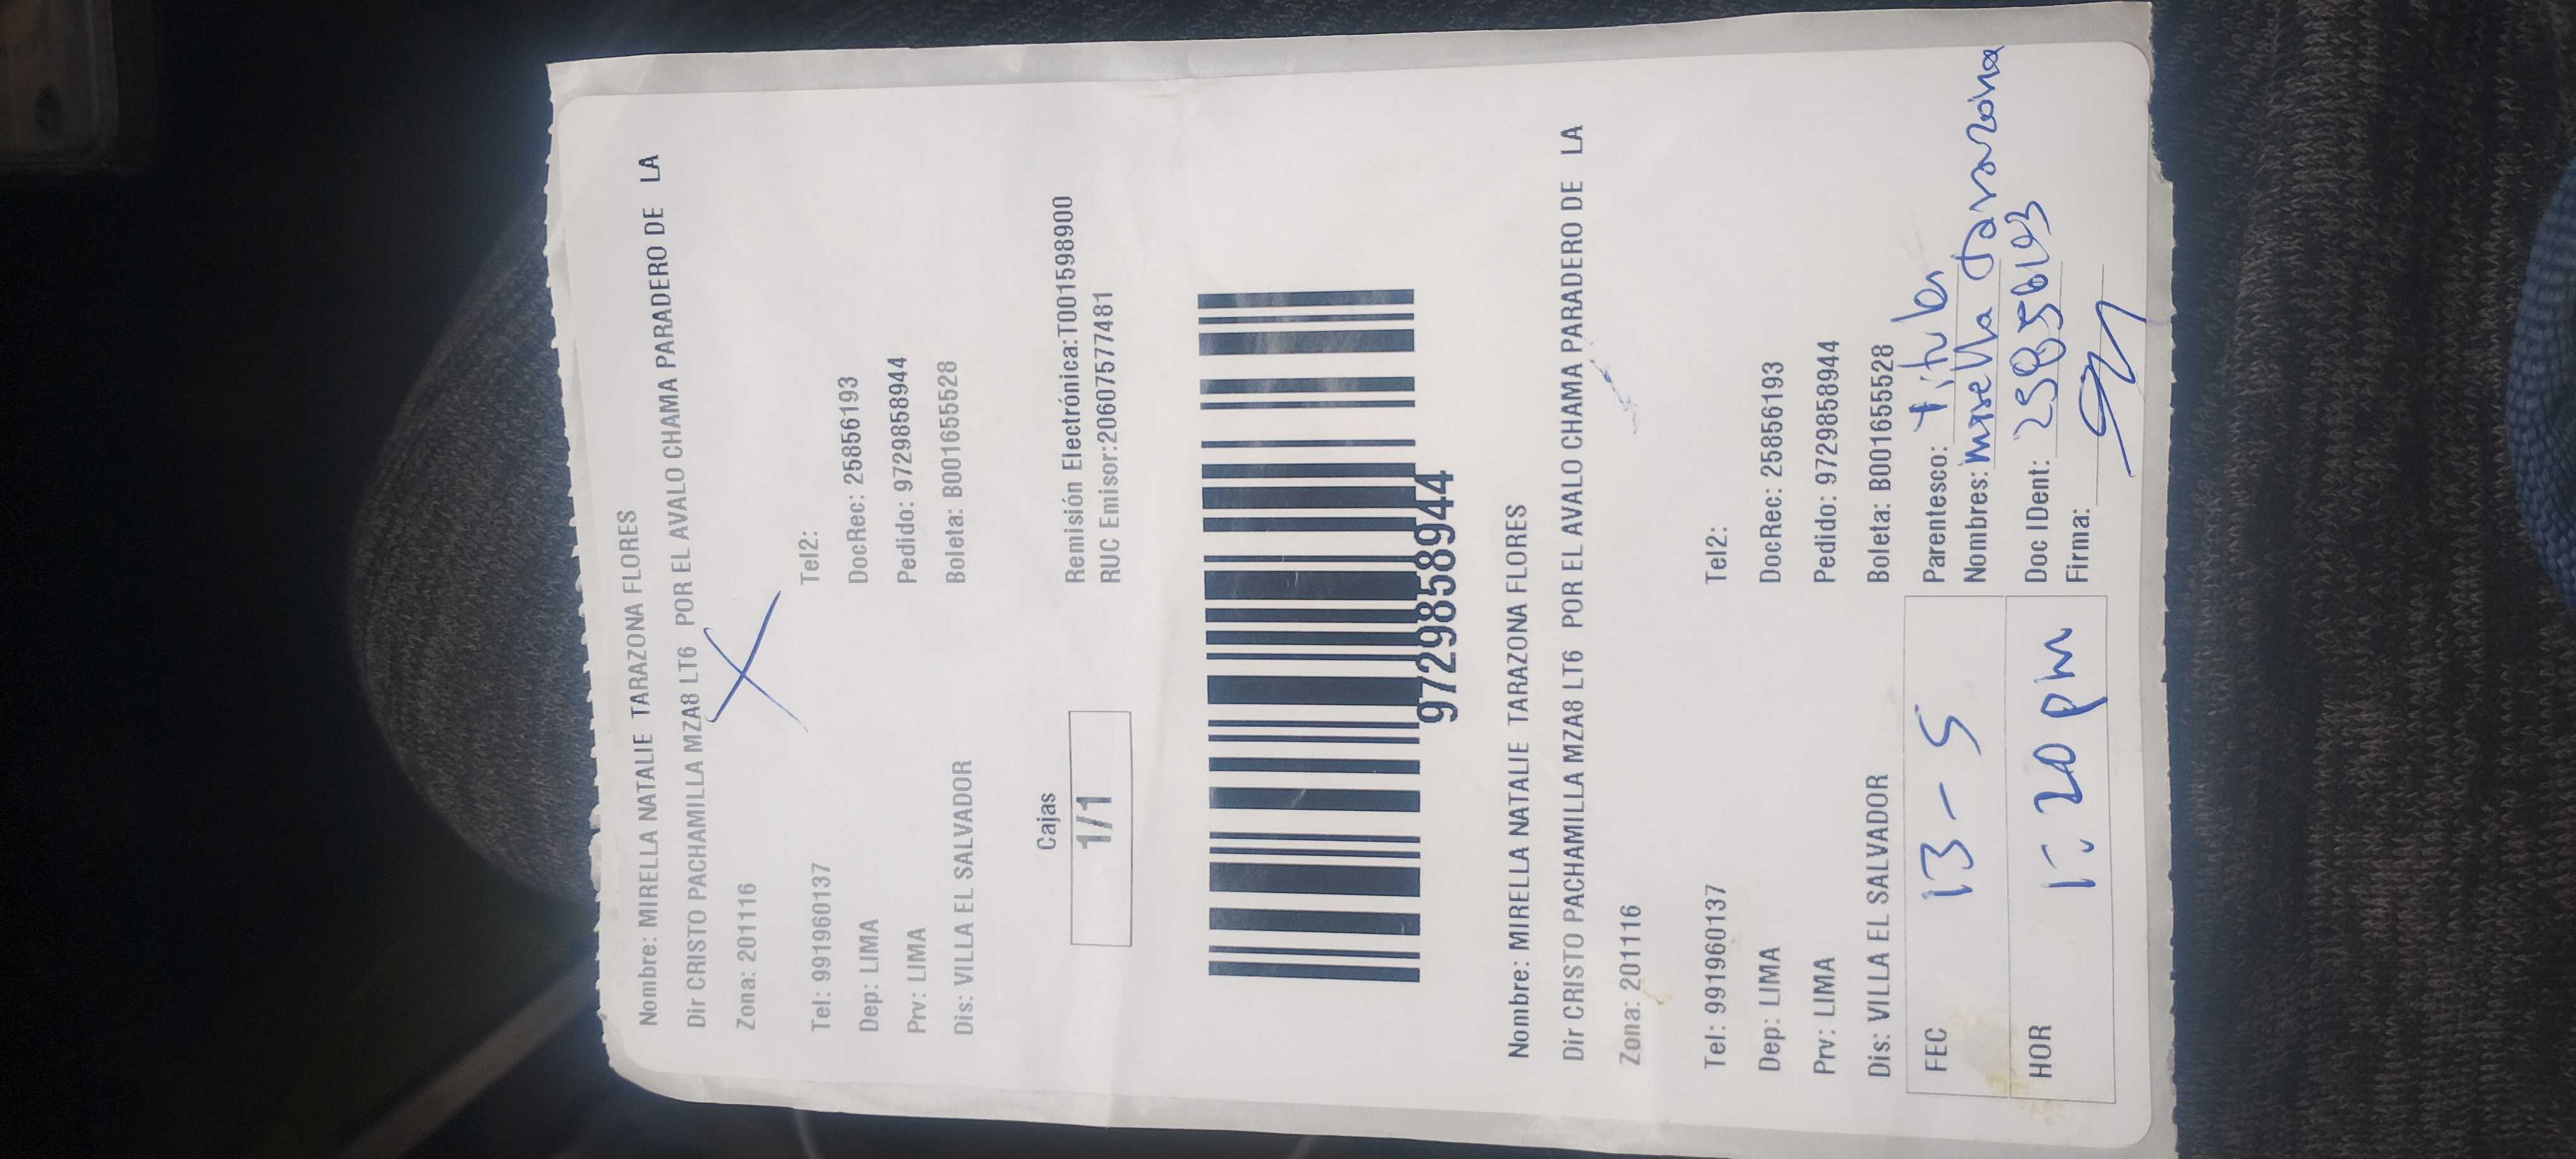 Nombre: MIRELLA NATALIE TARAZONA FLORES
Dir CRISTO PACHAMILLA MZA8 LT6 POR EL AVALO CHAMA PARADERO DE LA
Zona: 201116
Tel: 991960137 Tel2:
Dep: LIMA DocRec: 25856193
Prv: LIMA Pedido: 9729858944
Dis: VILLA EL SALVADOR Boleta: B001655528
Cajas
1/1
Remisión Electrónica:T001598900
RUC Emisor:20607577481
9729858944
Nombre: MIRELLA NATALIE TARAZONA FLORES
Dir CRISTO PACHAMILLA MZA8 LT6 POR EL AVALO CHAMA PARADERO DE LA
Zona: 201116
Tel: 991960137 Tel2:
Dep: LIMA DocRec: 25856193
Prv: LIMA Pedido: 9729858944
Dis: VILLA EL SALVADOR Boleta: B001655528
FEC 13-5 Parentesco: titular
Nombres: Mirella Tarazona
HOR 1:20 pm Doc IDent: 25856193
Firma: